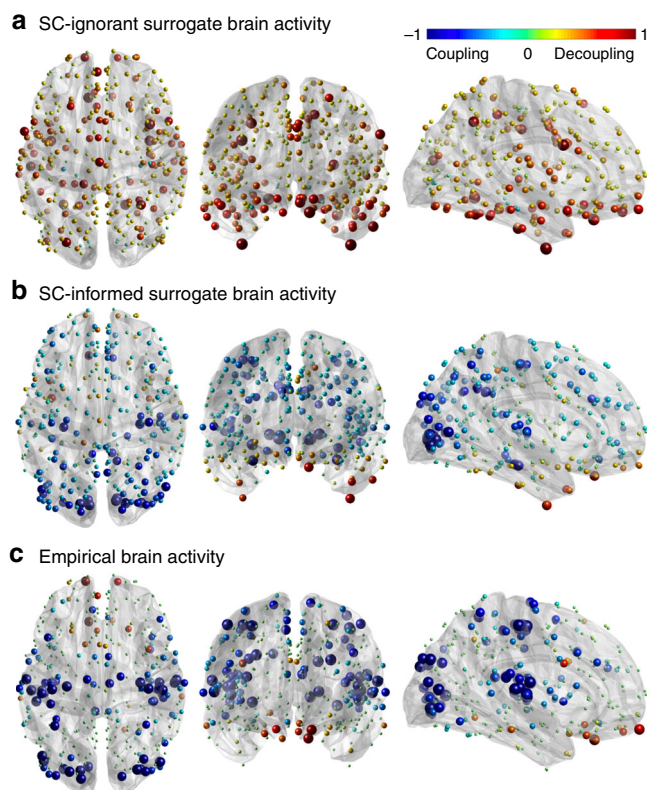 a SC-ignorant surrogate brain activity
−1 1
Coupling 0 Decoupling
b SC-informed surrogate brain activity
c Empirical brain activity